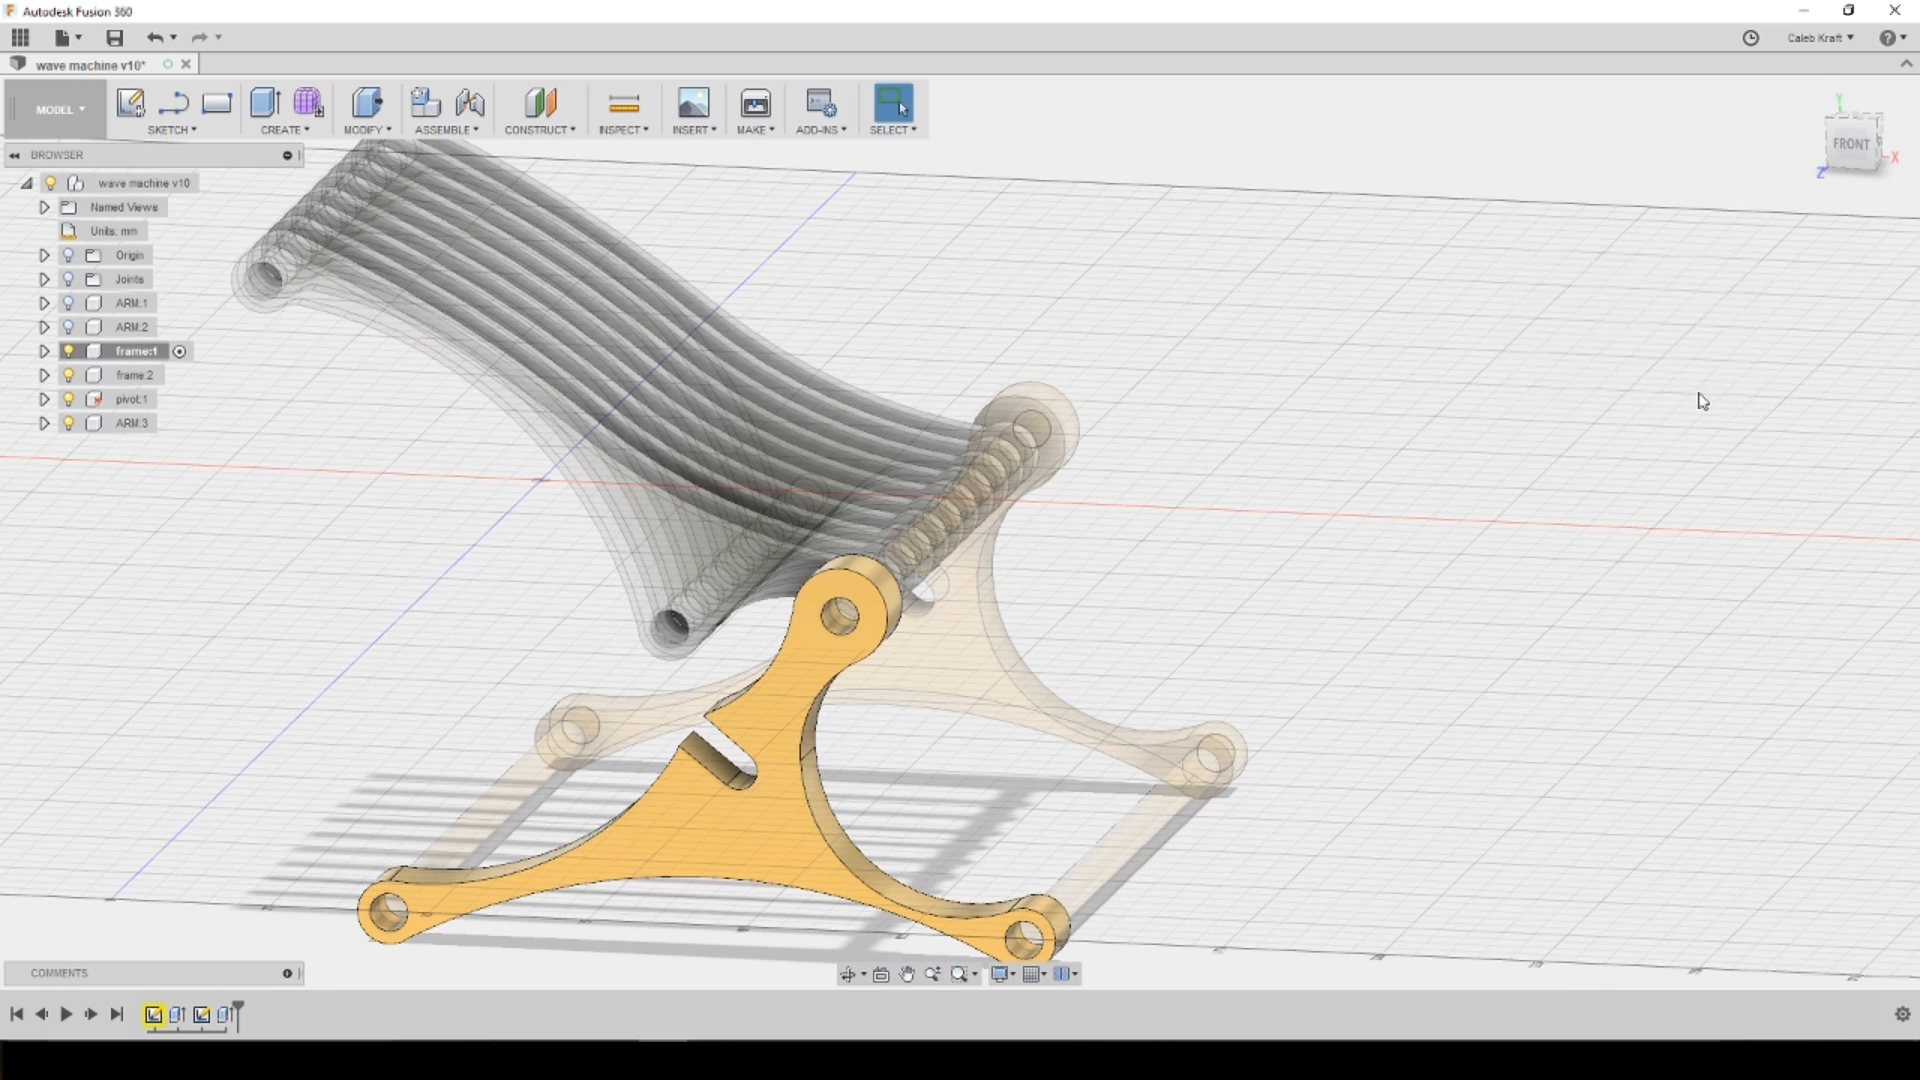 Autodesk Fusion 360
Caleb Kraft
wave machine v10*
MODEL
SKETCH
CREATE
MODIFY
ASSEMBLE
CONSTRUCT
INSPECT
INSERT
MAKE
ADD-INS
SELECT
BROWSER
wave machine v10
Named Views
Units: mm
Origin
Joints
ARM:1
ARM:2
frame:1
frame:2
pivot:1
ARM:3
Y
FRONT
X
Z
COMMENTS